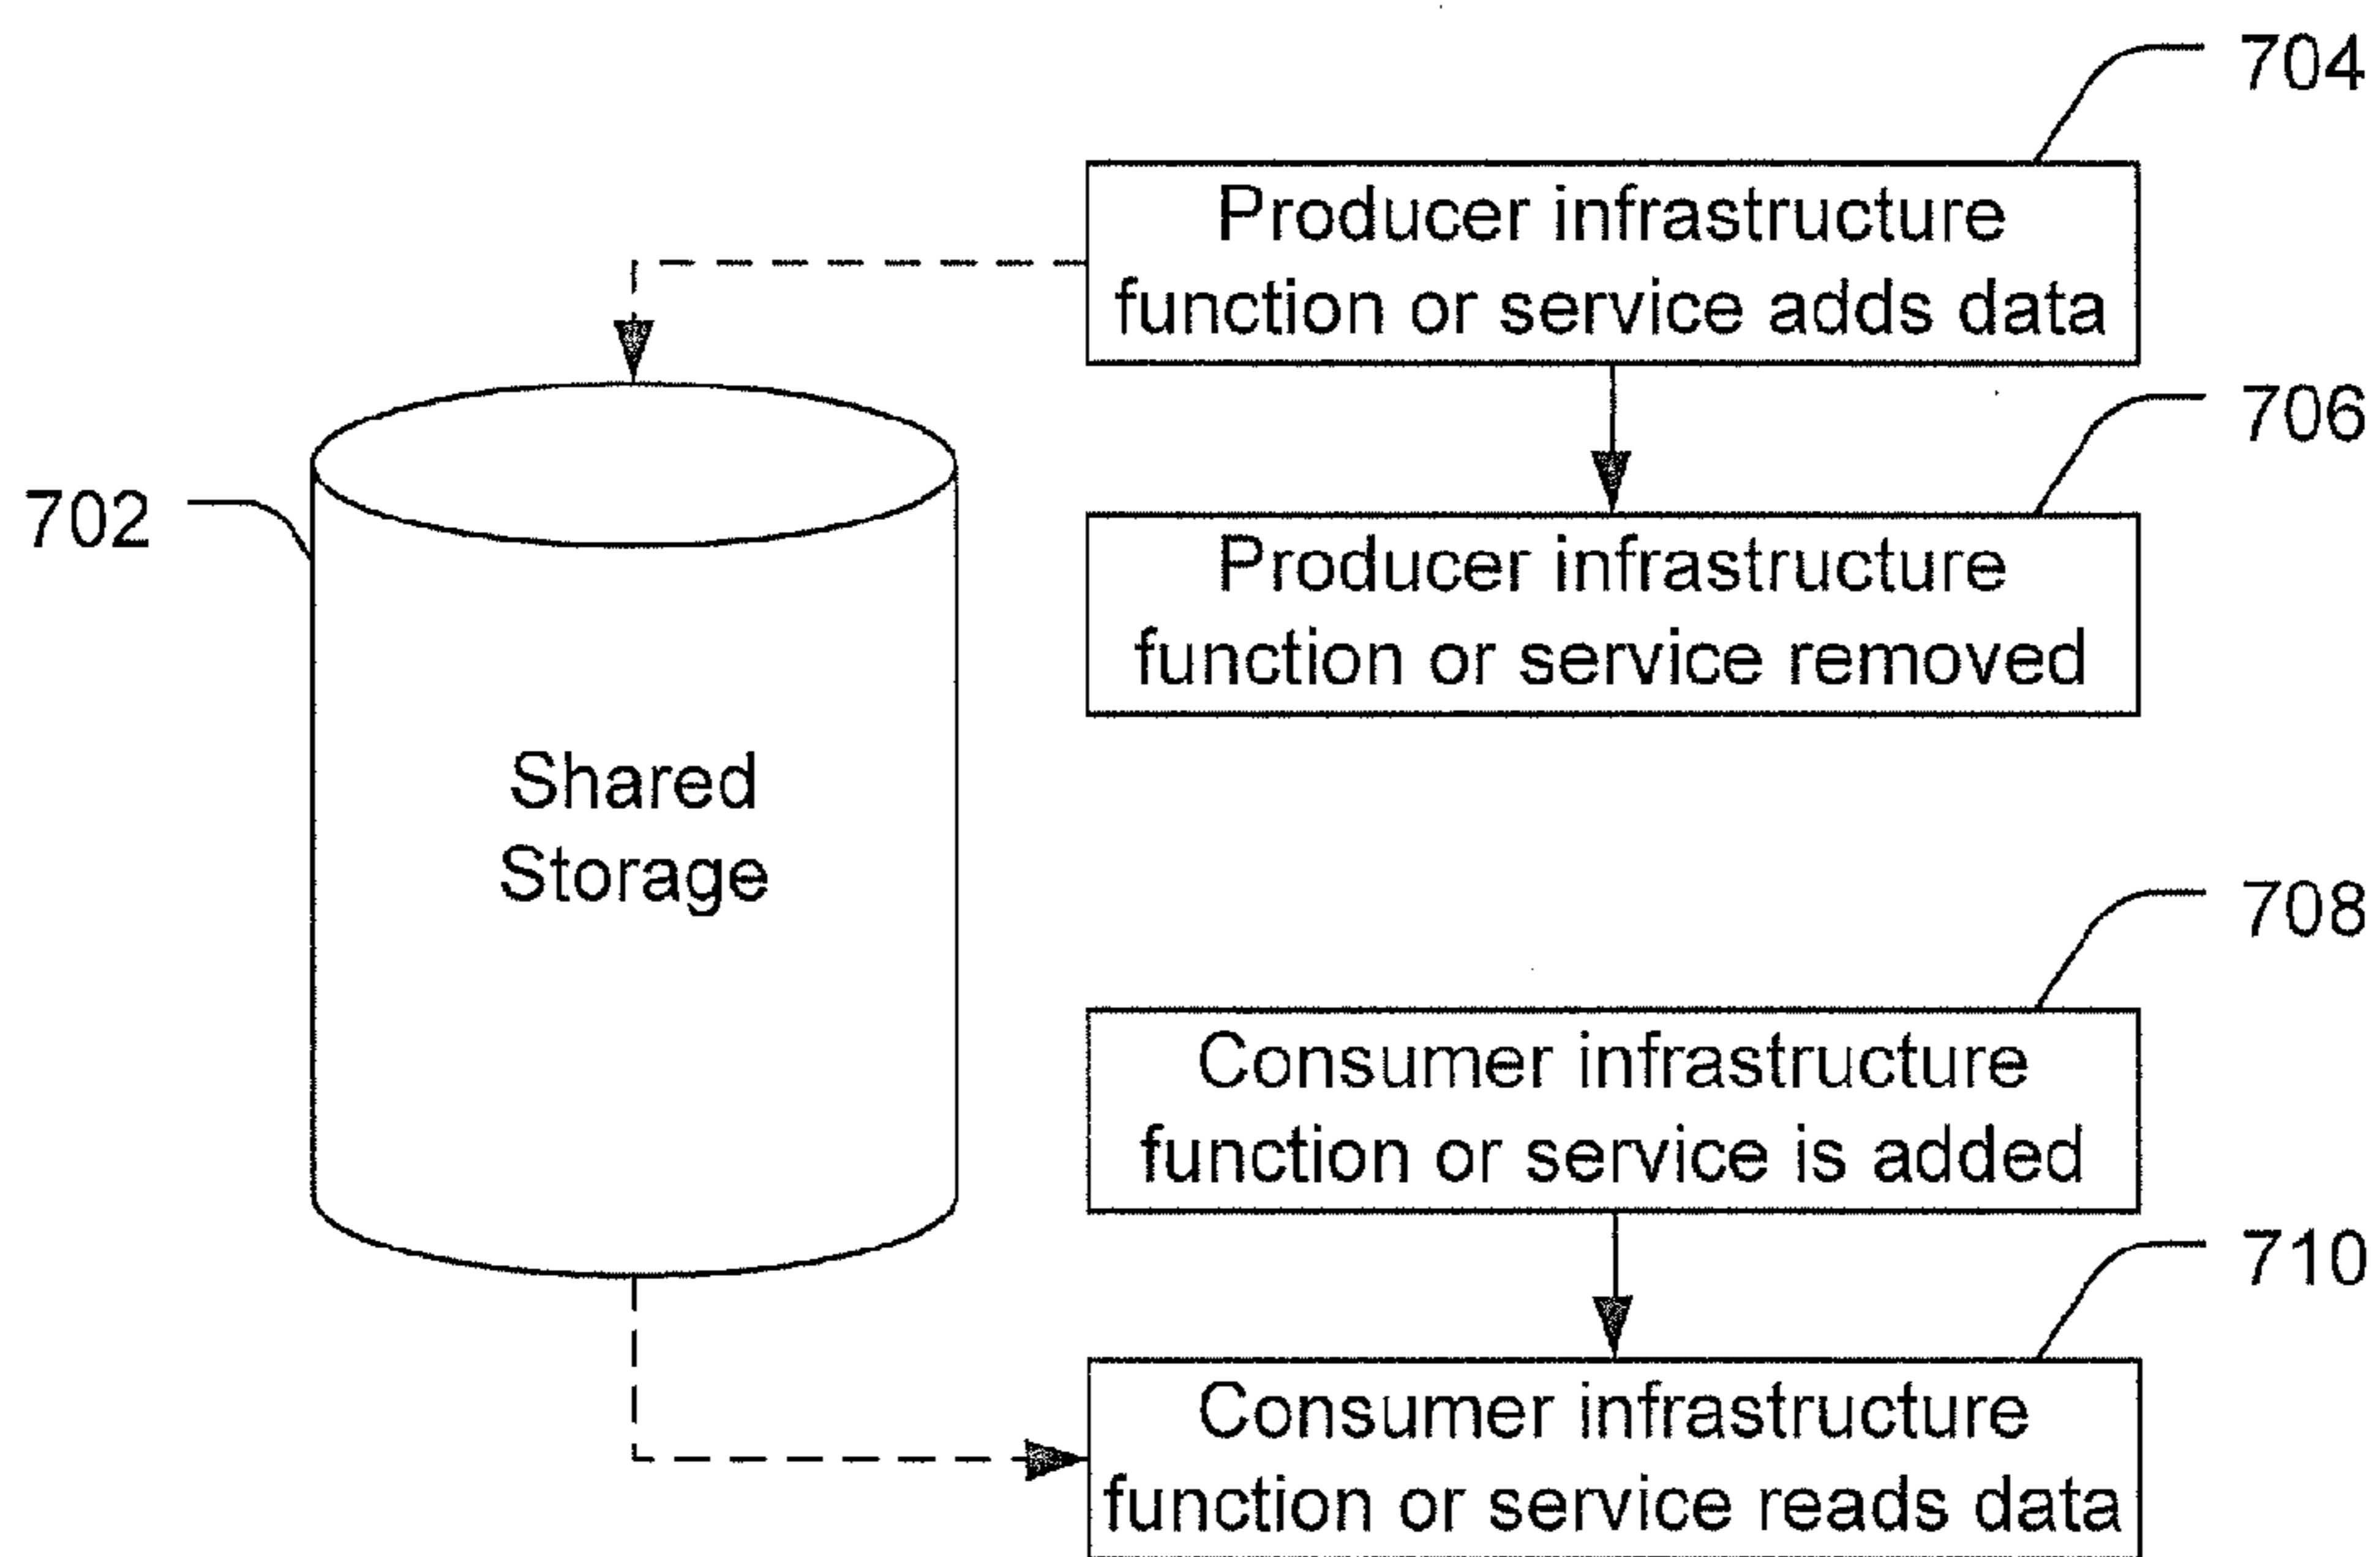 704
Producer infrastructure
function or service adds data
706
702
Producer infrastructure
function or service removed
Shared
Storage
708
Consumer infrastructure
function or service is added
710
Consumer infrastructure
function or service reads data